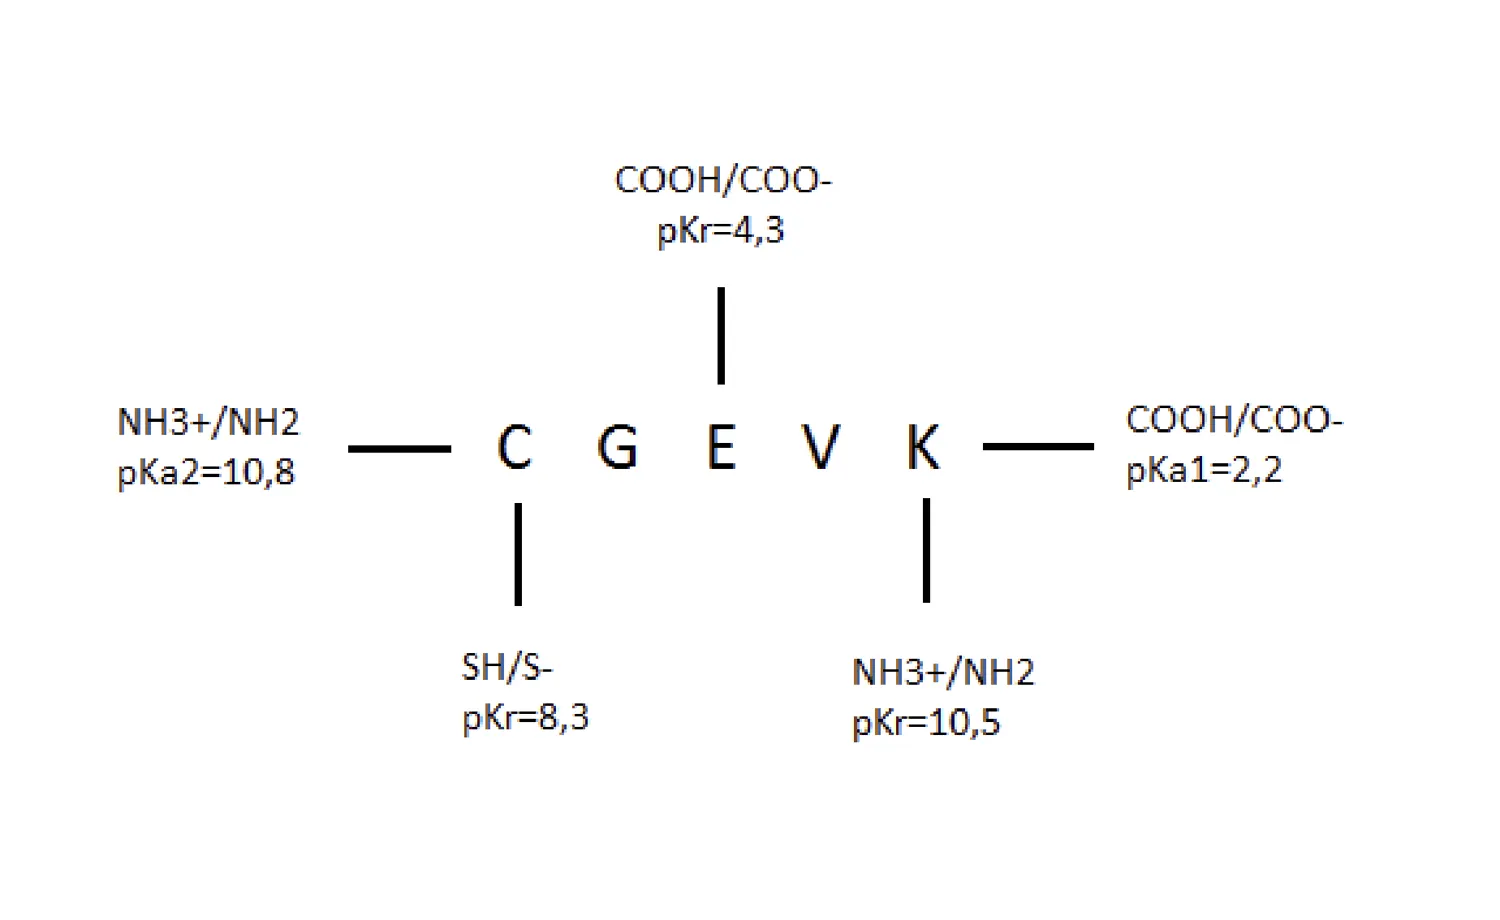 COOH/COO-
pKr=4,3
NH3+/NH2
pKa2=10,8
C G E V K
COOH/COO-
pKa1=2,2
SH/S-
pKr=8,3
NH3+/NH2
pKr=10,5